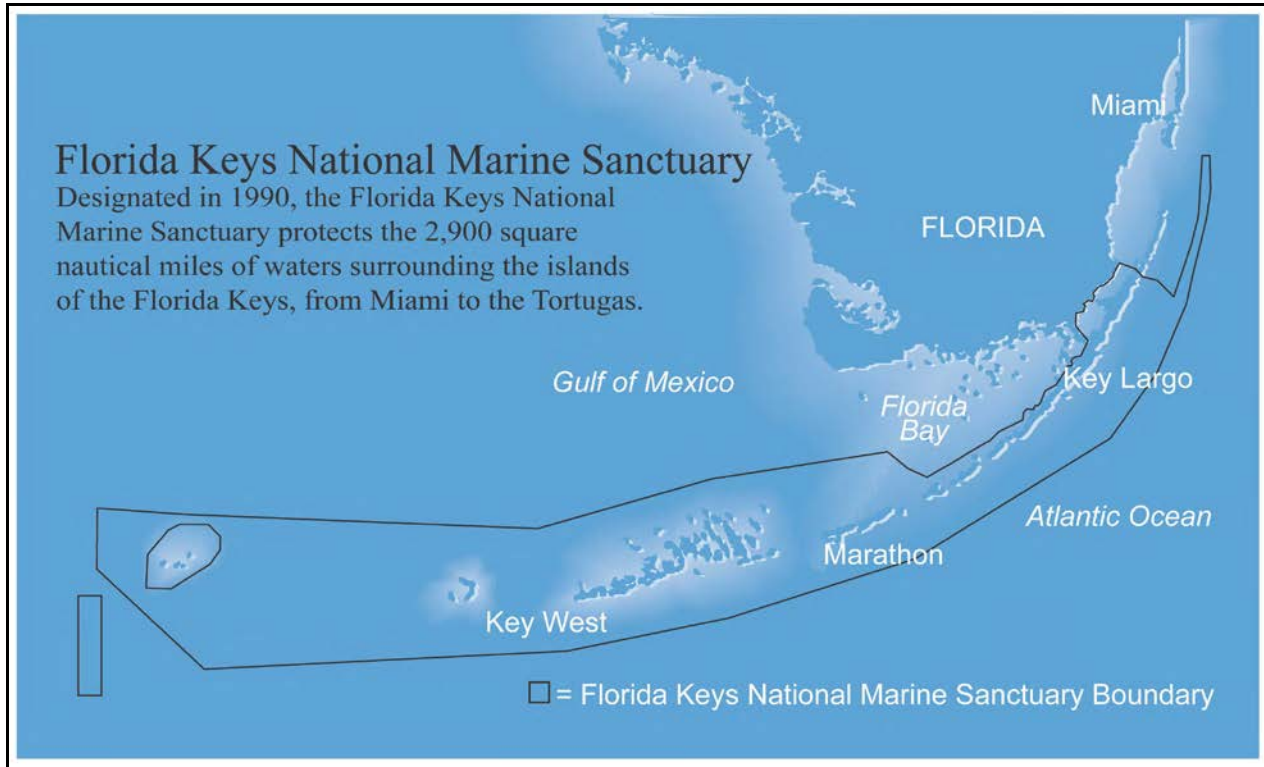 Miami
Florida Keys National Marine Sanctuary
Designated in 1990, the Florida Keys National
Marine Sanctuary protects the 2,900 square
nautical miles of waters surrounding the islands
of the Florida Keys, from Miami to the Tortugas.
FLORIDA
Gulf of Mexico
Key Largo
Florida
Bay
Atlantic Ocean
Marathon
Key West
= Florida Keys National Marine Sanctuary Boundary